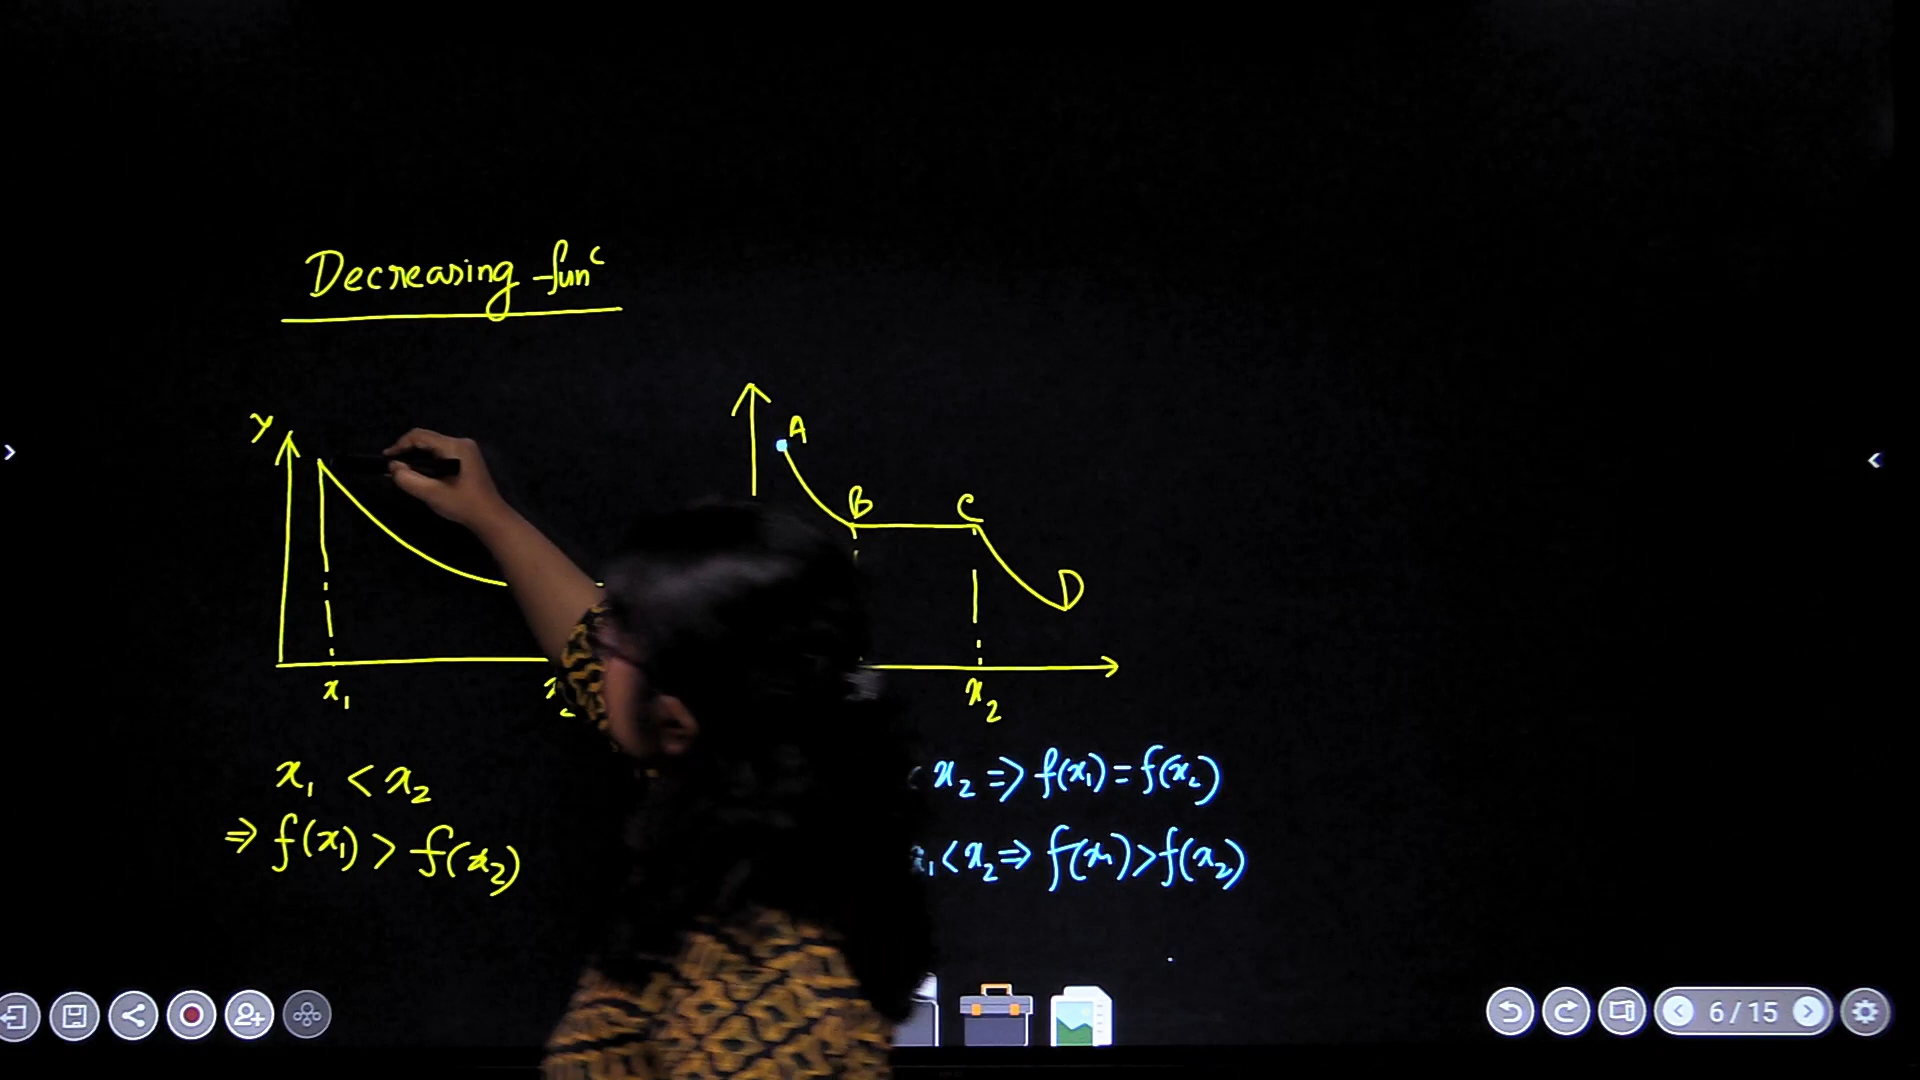 Decreasing func
Y
A
B C
D
x1
x2
x1 < x2
⇒ f(x1) > f(x2)
x2 ⇒ f(x1) = f(x2)
x1 < x2 ⇒ f(x1) > f(x2)
6/15